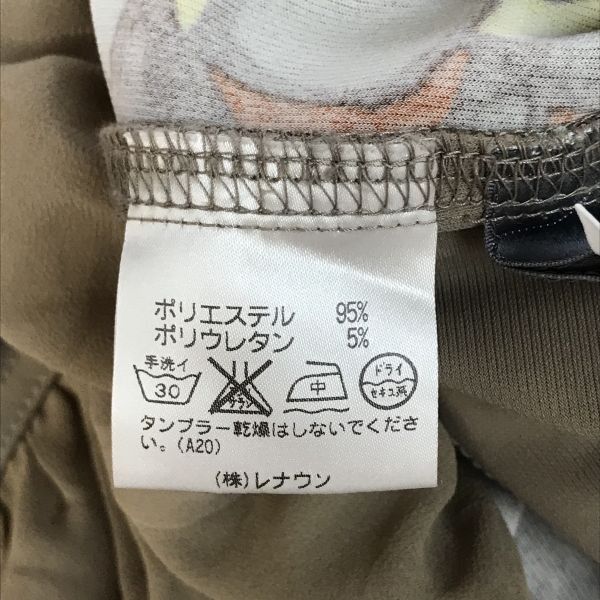 ポリエステル 95%
ポリウレタン 5%
手洗イ 30 中 ドライ セキユ系
タンブラー乾燥はしないでくださ
い。(A20)
(株)レナウン